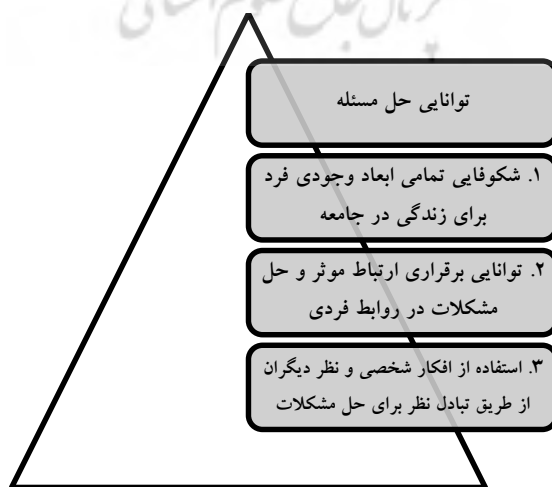 توانایی حل مسئله
۱. شکوفایی تمامی ابعاد وجودی فرد
برای زندگی در جامعه
۲. توانایی برقراری ارتباط موثر و حل
مشکلات در روابط فردی
۳. استفاده از افکار شخصی و نظر دیگران
از طریق تبادل نظر برای حل مشکلات